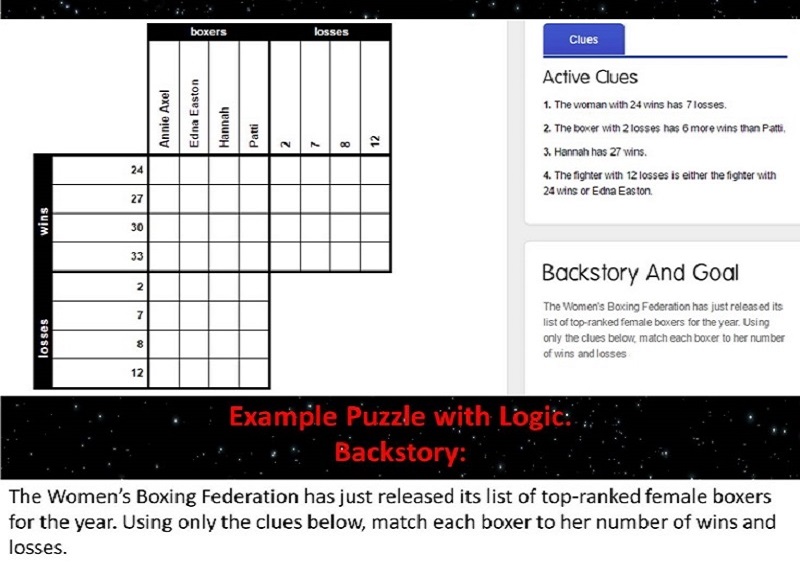 boxers losses
Annie Axel
Edna Easton
Hannah
Patti
2
7
8
12
wins
24
27
30
33
losses
2
7
8
12
Clues
Active Clues
1. The woman with 24 wins has 7 losses.
2. The boxer with 2 losses has 6 more wins than Patti.
3. Hannah has 27 wins.
4. The fighter with 12 losses is either the fighter with
24 wins or Edna Easton.
Backstory And Goal
The Women's Boxing Federation has just released its
list of top-ranked female boxers for the year. Using
only the clues below, match each boxer to her number
of wins and losses
Example Puzzle with Logic.
Backstory:
The Women's Boxing Federation has just released its list of top-ranked female boxers
for the year. Using only the clues below, match each boxer to her number of wins and
losses.